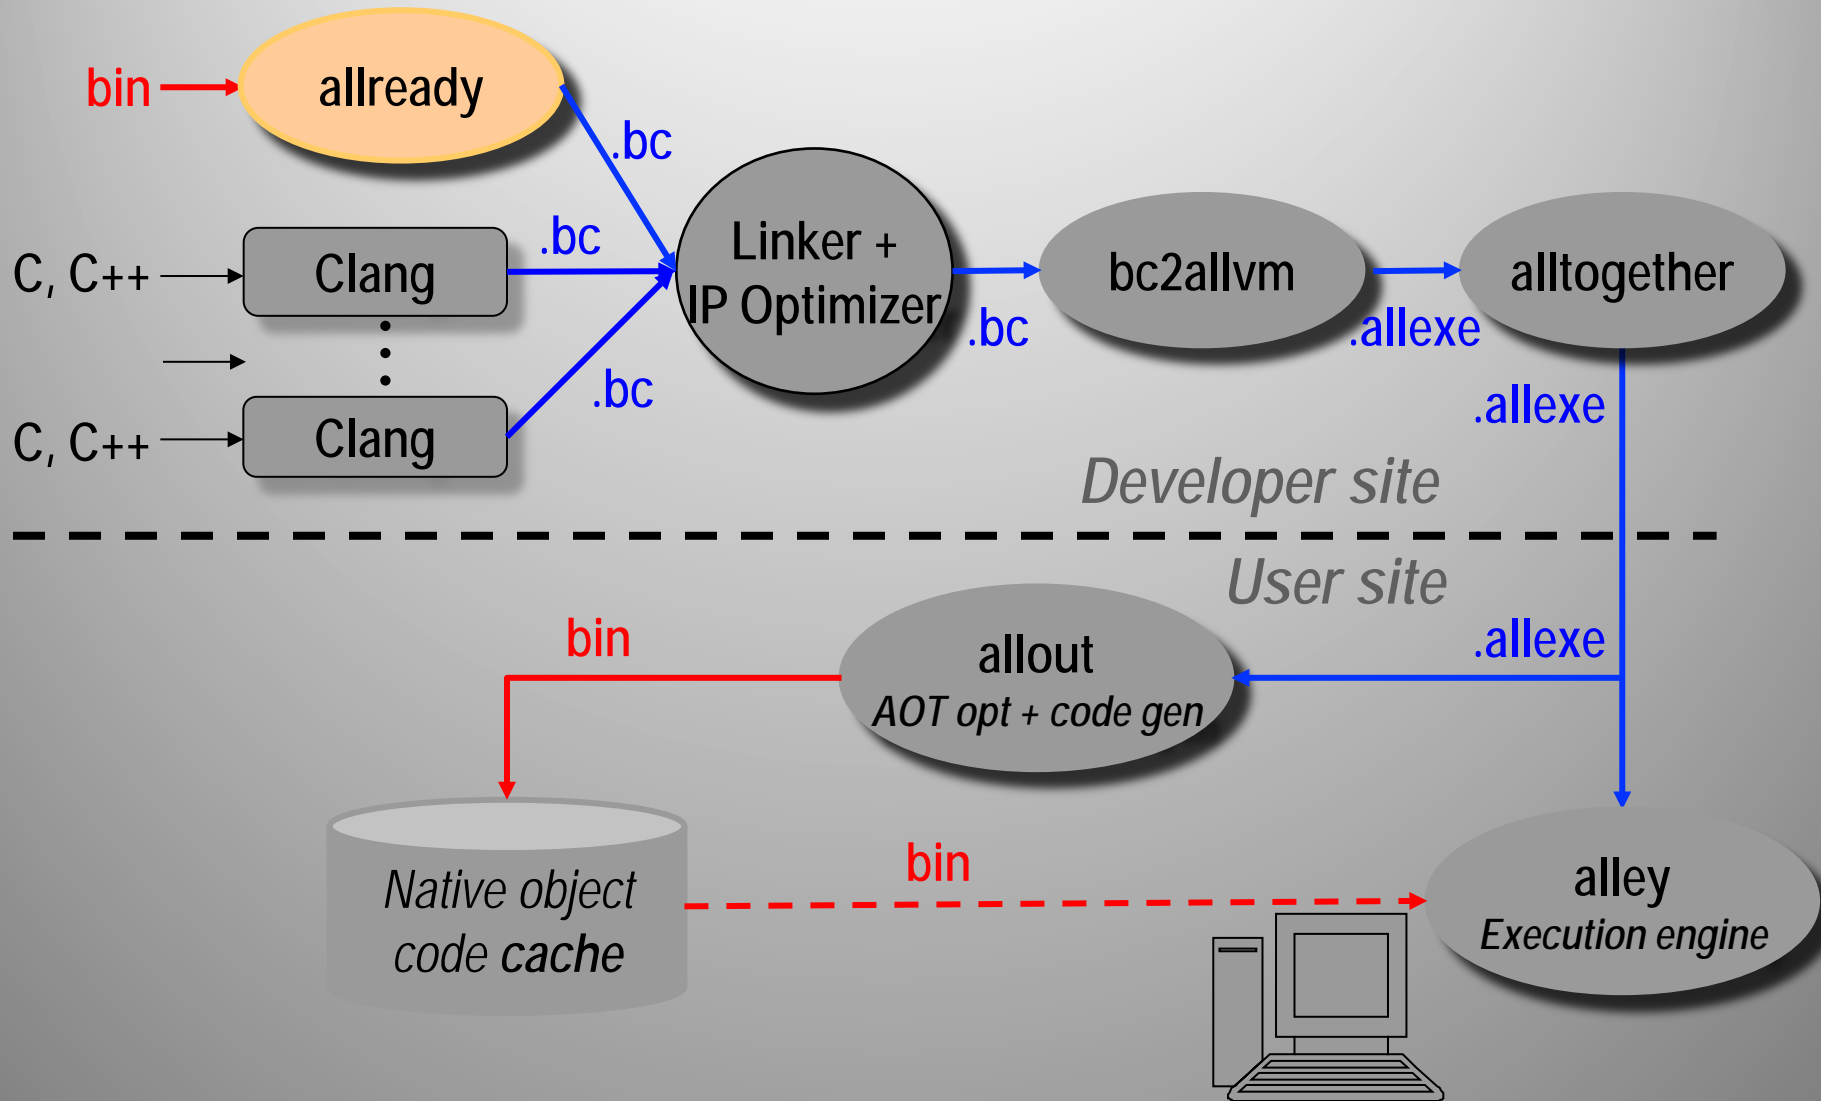 bin
allready
.bc
C, C++
Clang
.bc
Linker +
IP Optimizer
.bc
bc2allvm
.allexe
alltogether
C, C++
Clang
.bc
.allexe
Developer site
User site
bin
allout
AOT opt + code gen
.allexe
Native object
code cache
bin
alley
Execution engine